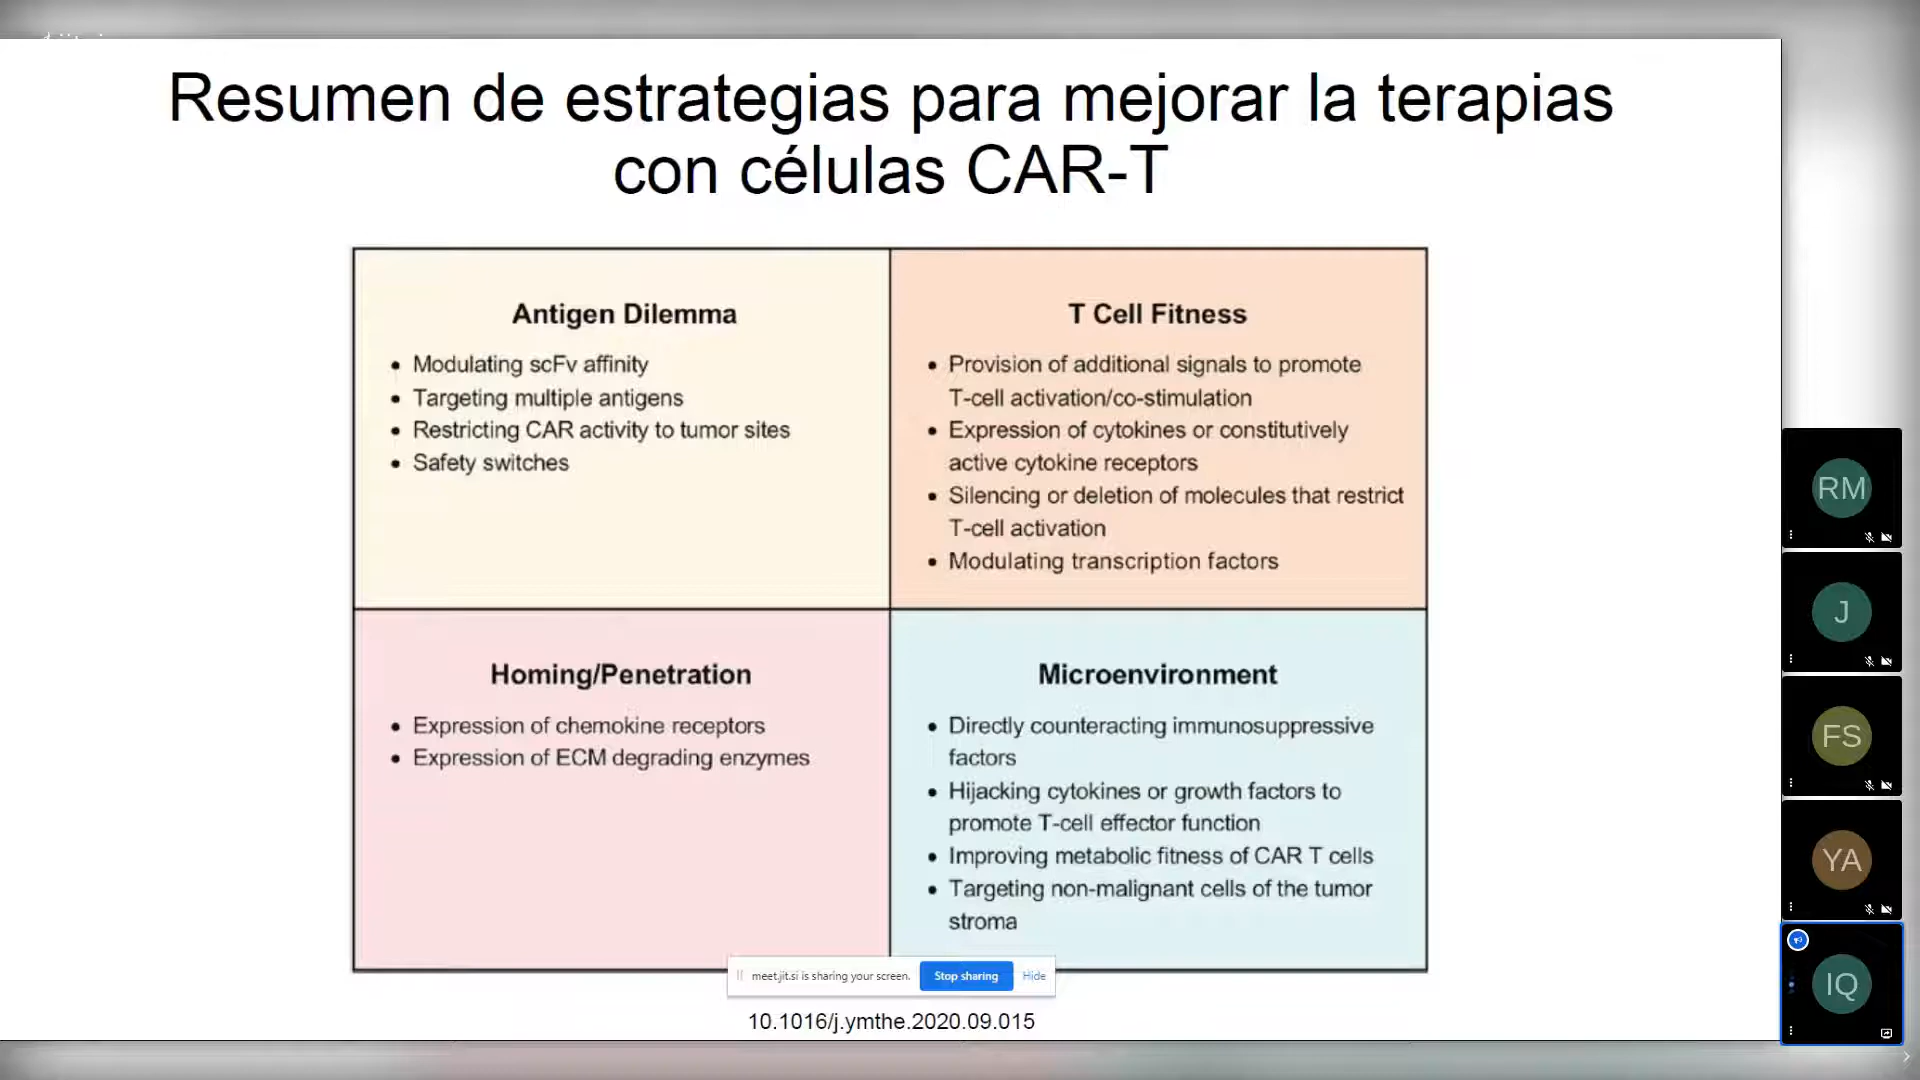 Resumen de estrategias para mejorar la terapias
con células CAR-T
Antigen Dilemma
• Modulating scFv affinity
• Targeting multiple antigens
• Restricting CAR activity to tumor sites
• Safety switches
T Cell Fitness
• Provision of additional signals to promote
T-cell activation/co-stimulation
• Expression of cytokines or constitutively
active cytokine receptors
• Silencing or deletion of molecules that restrict
T-cell activation
• Modulating transcription factors
Homing/Penetration
• Expression of chemokine receptors
• Expression of ECM degrading enzymes
Microenvironment
• Directly counteracting immunosuppressive
factors
• Hijacking cytokines or growth factors to
promote T-cell effector function
• Improving metabolic fitness of CAR T cells
• Targeting non-malignant cells of the tumor
stroma
meet.jit.si is sharing your screen. Stop sharing Hide
10.1016/j.ymthe.2020.09.015
RM
J
FS
YA
IQ